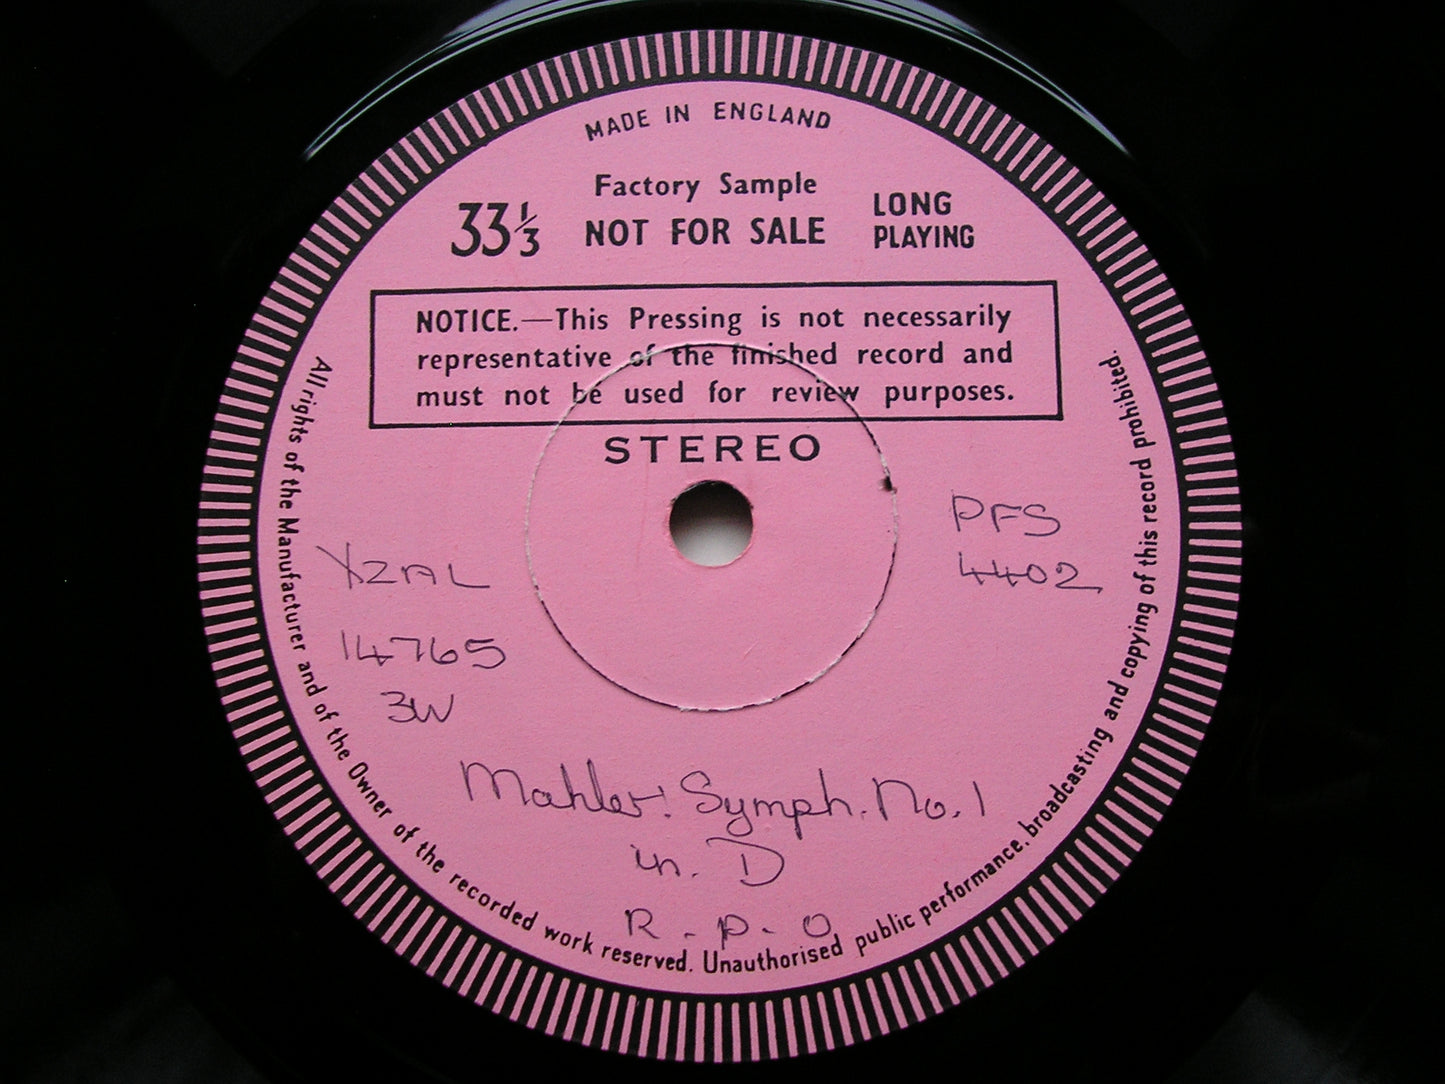 MADE IN ENGLAND
Factory Sample
33⅓ NOT FOR SALE LONG PLAYING
NOTICE.—This Pressing is not necessarily
representative of the finished record and
must not be used for review purposes.
STEREO
PFS
4402
XZAL
14765
3W
Mahler: Symph. No. 1
in. D
R.P.O
All rights of the Manufacturer and of the Owner of the recorded work reserved. Unauthorised public performance, broadcasting and copying of this record prohibited.